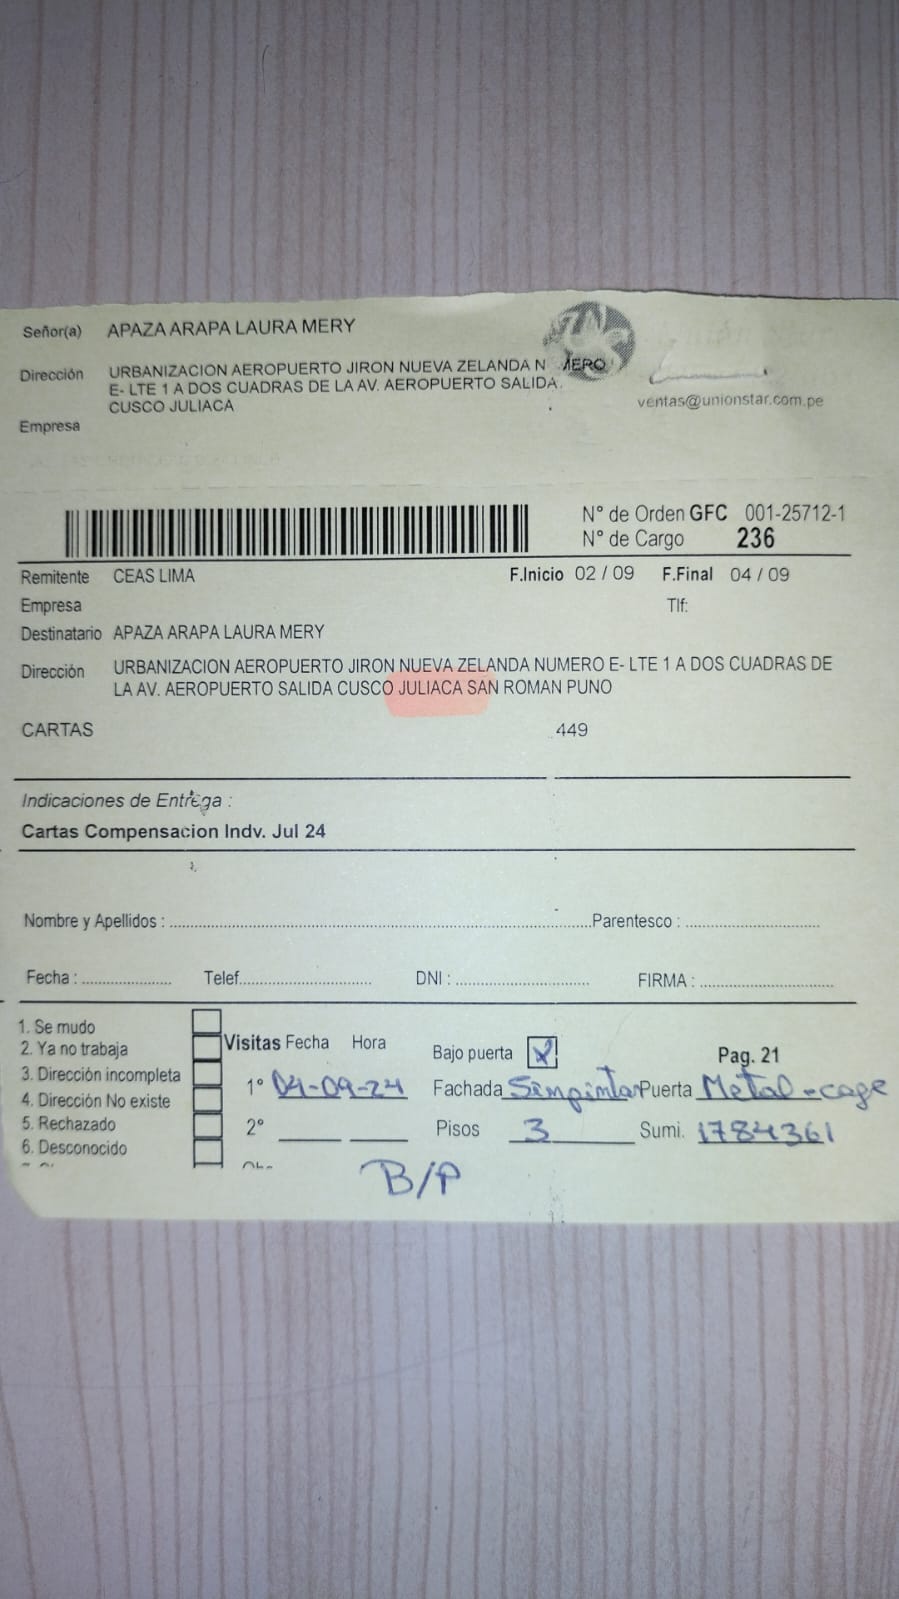 Señor(a) APAZA ARAPA LAURA MERY
Dirección URBANIZACION AEROPUERTO JIRON NUEVA ZELANDA N MERO
E- LTE 1 A DOS CUADRAS DE LA AV. AEROPUERTO SALIDA
CUSCO JULIACA
ventas@unionstar.com.pe
Empresa
N° de Orden GFC 001-25712-1
N° de Cargo 236
Remitente CEAS LIMA F.Inicio 02 / 09 F.Final 04 / 09
Empresa Tlf:
Destinatario APAZA ARAPA LAURA MERY
Dirección URBANIZACION AEROPUERTO JIRON NUEVA ZELANDA NUMERO E- LTE 1 A DOS CUADRAS DE
LA AV. AEROPUERTO SALIDA CUSCO JULIACA SAN ROMAN PUNO
CARTAS 449
Indicaciones de Entrega :
Cartas Compensacion Indv. Jul 24
Nombre y Apellidos : Parentesco :
Fecha : Telef. DNI : FIRMA :
1. Se mudo
2. Ya no trabaja
3. Dirección incompleta
4. Dirección No existe
5. Rechazado
6. Desconocido
Visitas Fecha Hora
1° 04-09-24
2°
Bajo puerta Pag. 21
Fachada Sinpintar Puerta Metal-cage
Pisos 3 Sumi. 1784361
B/P